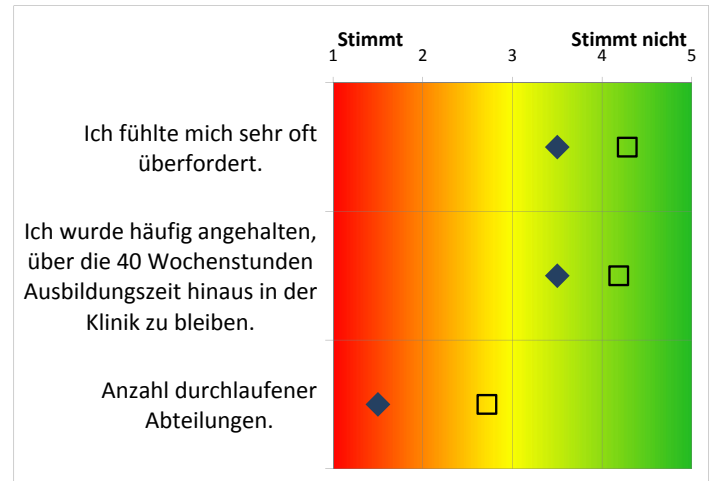 Stimmt Stimmt nicht
1 2 3 4 5
Ich fühlte mich sehr oft
überfordert.
Ich wurde häufig angehalten,
über die 40 Wochenstunden
Ausbildungszeit hinaus in der
Klinik zu bleiben.
Anzahl durchlaufener
Abteilungen.